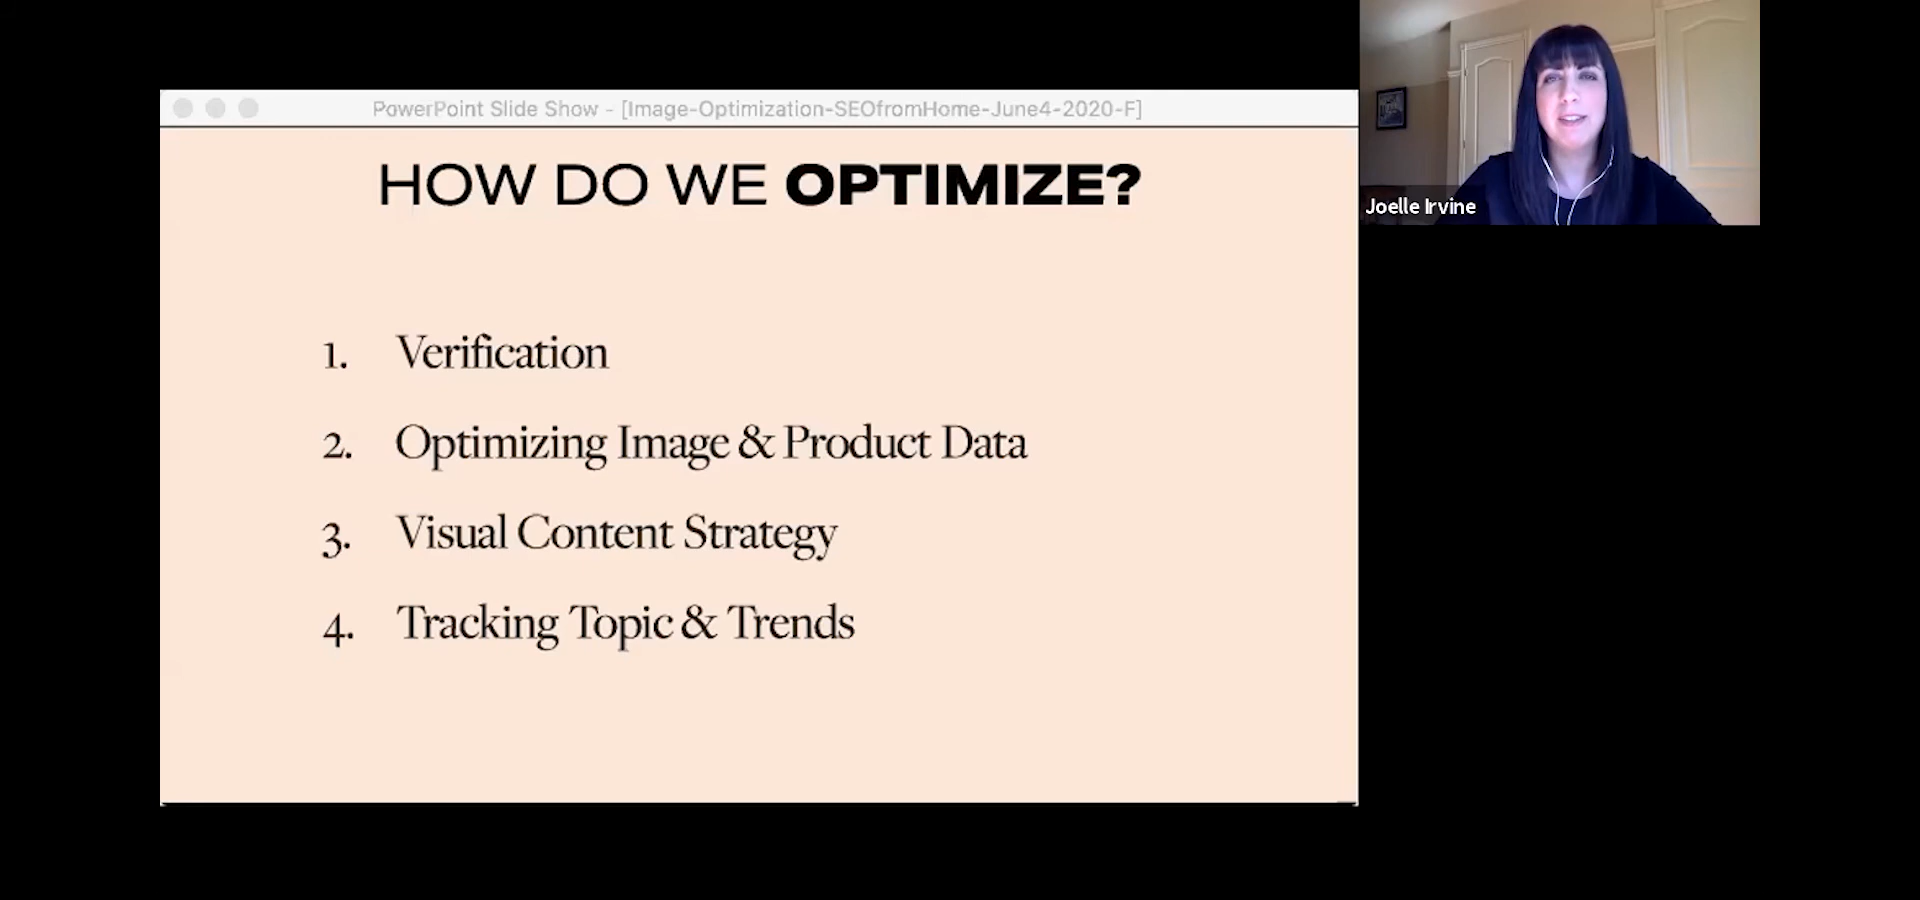 PowerPoint Slide Show - [Image-Optimization-SEOfromHome-June4-2020-F]
HOW DO WE OPTIMIZE?
1. Verification
2. Optimizing Image & Product Data
3. Visual Content Strategy
4. Tracking Topic & Trends
Joelle Irvine